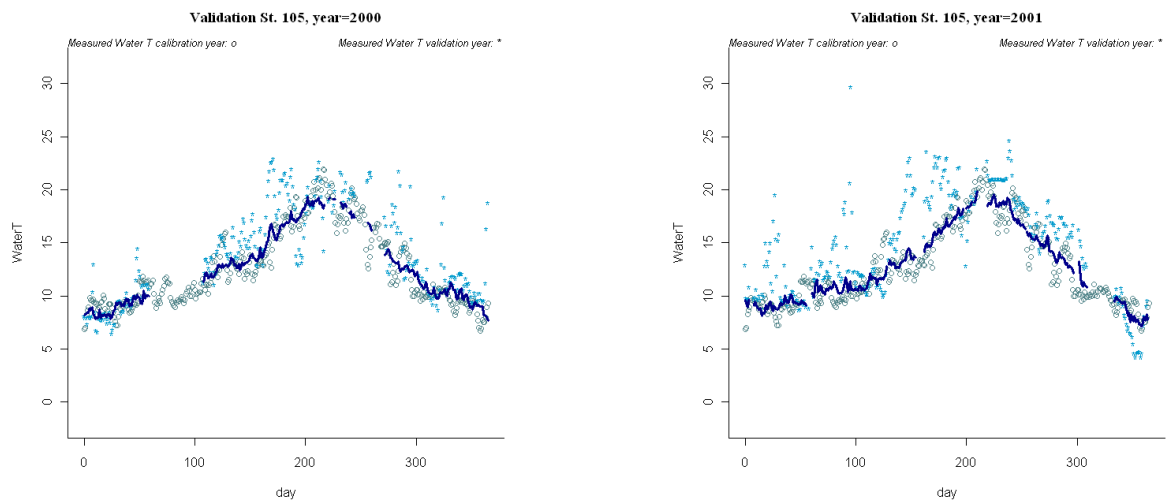 Validation St. 105, year=2000
Measured Water T calibration year: o
Measured Water T validation year: *
WaterT
30
25
20
15
10
5
0
0 100 200 300
day
Validation St. 105, year=2001
Measured Water T calibration year: o
Measured Water T validation year: *
WaterT
30
25
20
15
10
5
0
0 100 200 300
day